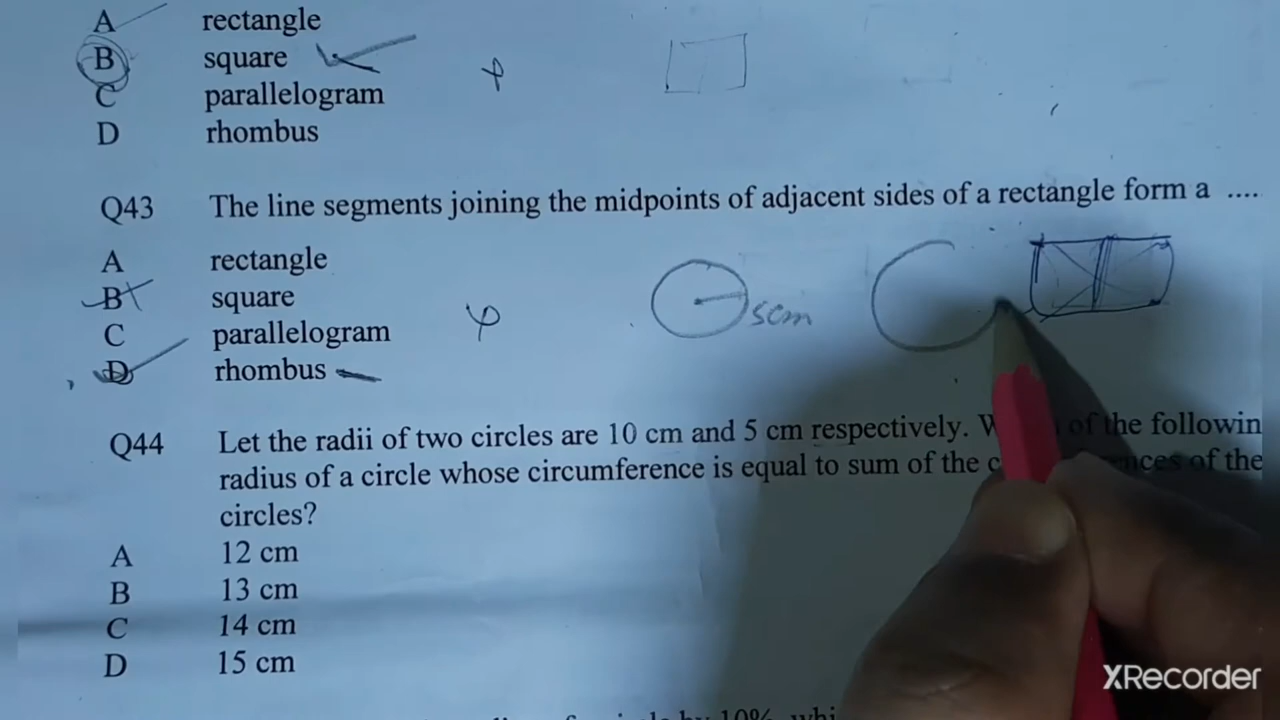 A rectangle
B square
C parallelogram
D rhombus
Q43 The line segments joining the midpoints of adjacent sides of a rectangle form a ....
A rectangle
B square
C parallelogram
D rhombus
5cm
Q44 Let the radii of two circles are 10 cm and 5 cm respectively. of the followin
radius of a circle whose circumference is equal to sum of the of the
circles?
A 12 cm
B 13 cm
C 14 cm
D 15 cm
by 10%
XRecorder